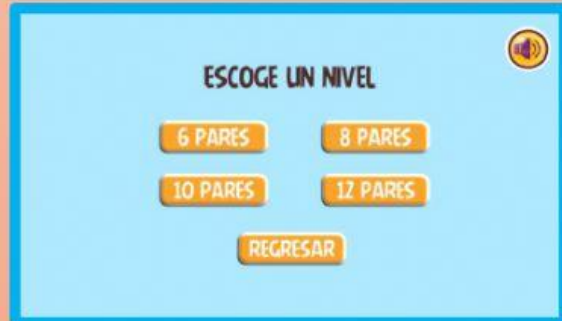 ESCOGE UN NIVEL
6 PARES 8 PARES
10 PARES 12 PARES
REGRESAR